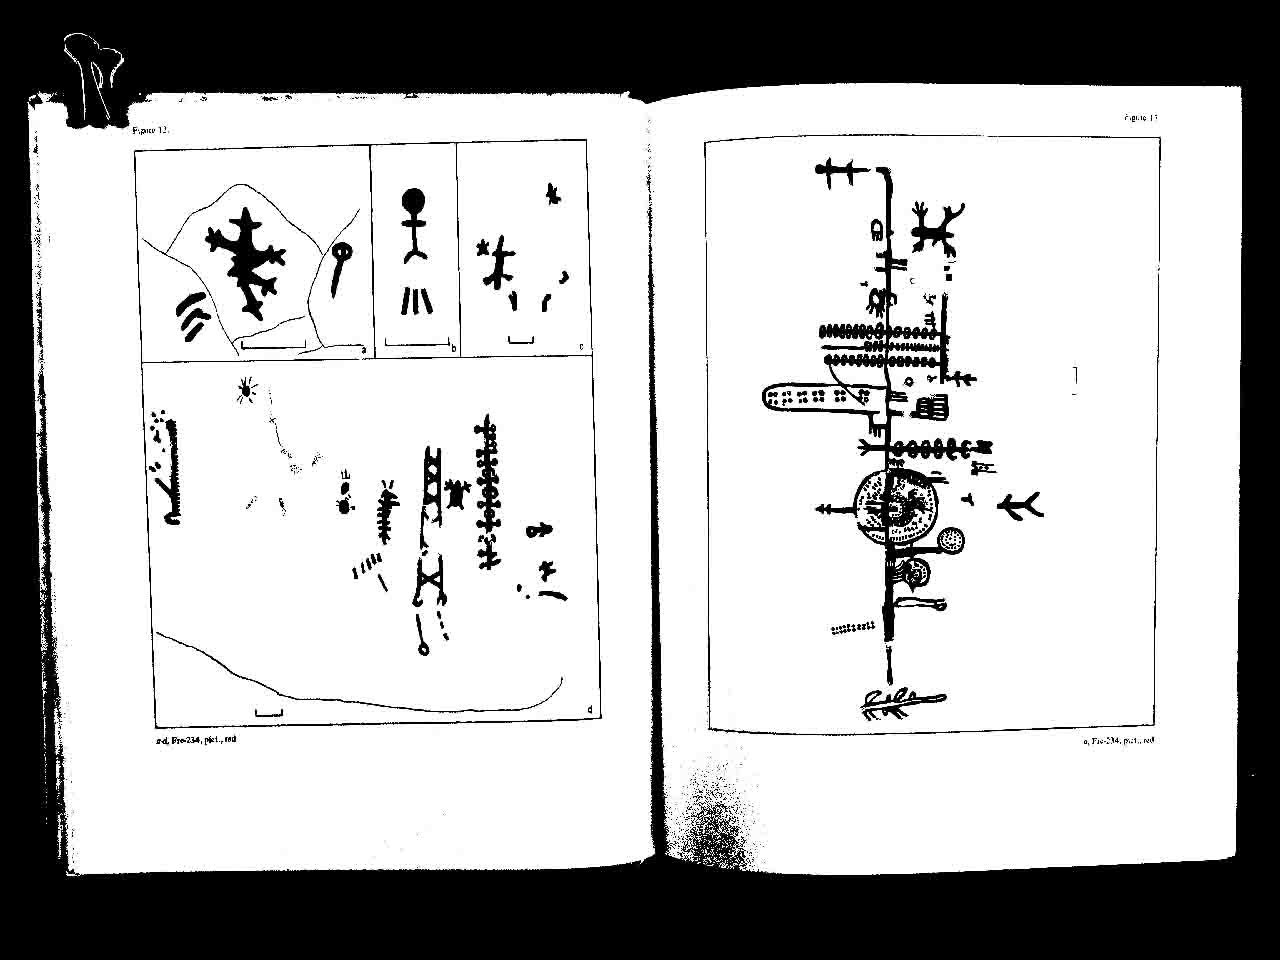 Figure 12.
a
b
c
d
a-d, Fre-234, pict., red
Figure 13
a, Fre-234, pict., red